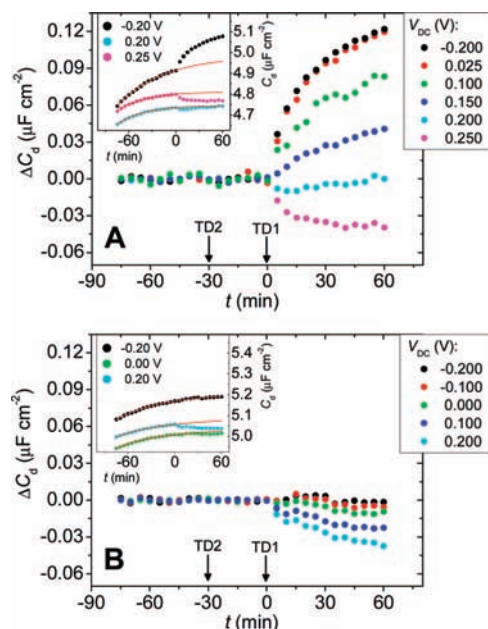 -0.20 V
0.20 V
0.25 V
5.1
5.0
4.9
4.8
4.7
C_d (μF cm⁻²)
-60 0 60
t (min)
V_DC (V):
-0.200
0.025
0.100
0.150
0.200
0.250
0.12
0.09
0.06
0.03
0.00
-0.03
-0.06
ΔC_d (μF cm⁻²)
A
TD2
TD1
-90 -75 -60 -30 0 30 60
t (min)
-0.20 V
0.00 V
0.20 V
5.4
5.3
5.2
5.1
5.0
C_d (μF cm⁻²)
-60 0 60
t (min)
V_DC (V):
-0.200
-0.100
0.000
0.100
0.200
0.12
0.09
0.06
0.03
0.00
-0.03
-0.06
ΔC_d (μF cm⁻²)
B
TD2
TD1
-90 -75 -60 -30 0 30 60
t (min)